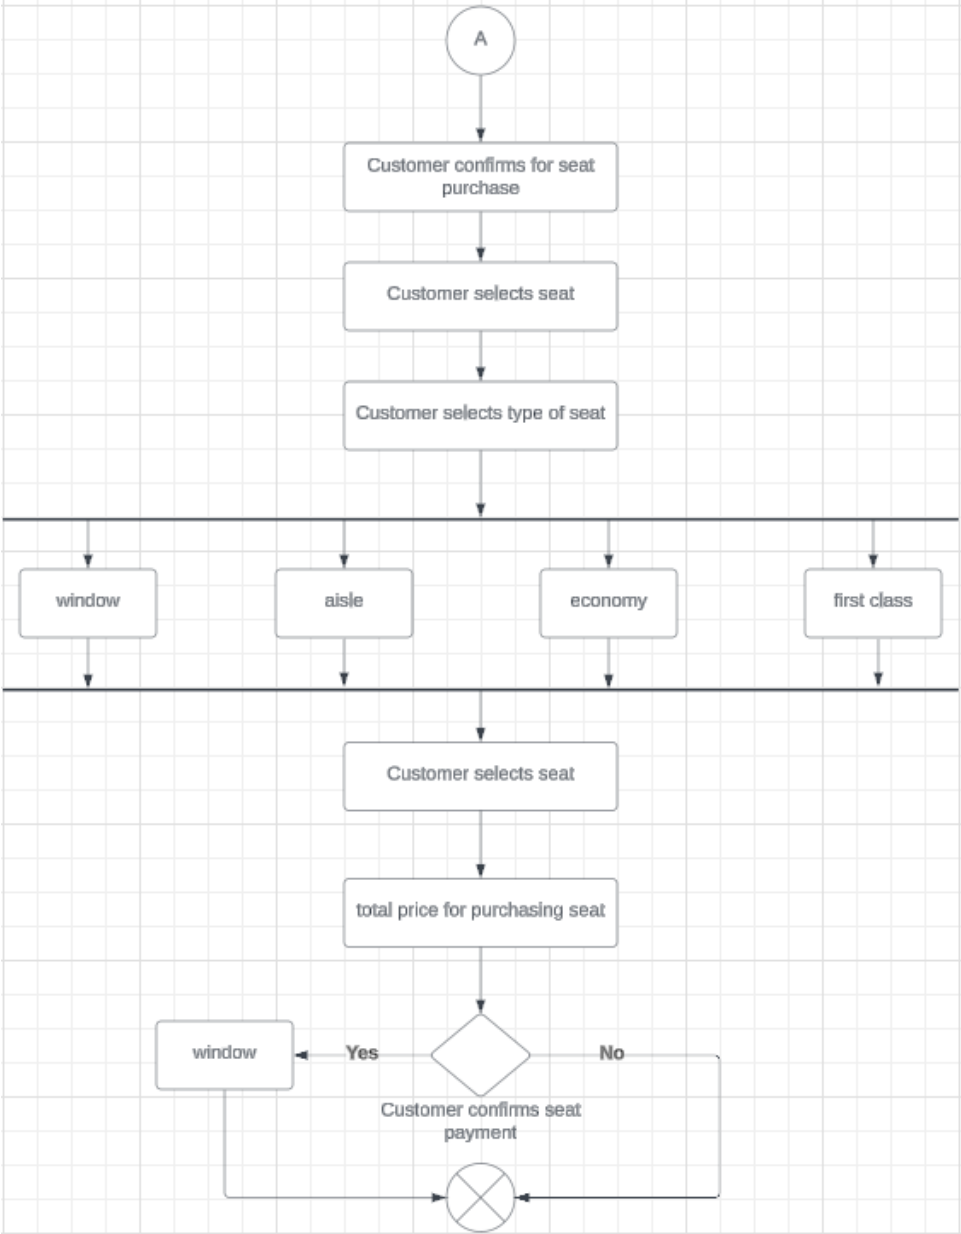 A
Customer confirms for seat
purchase
Customer selects seat
Customer selects type of seat
window
aisle
economy
first class
Customer selects seat
total price for purchasing seat
window
Yes
No
Customer confirms seat
payment